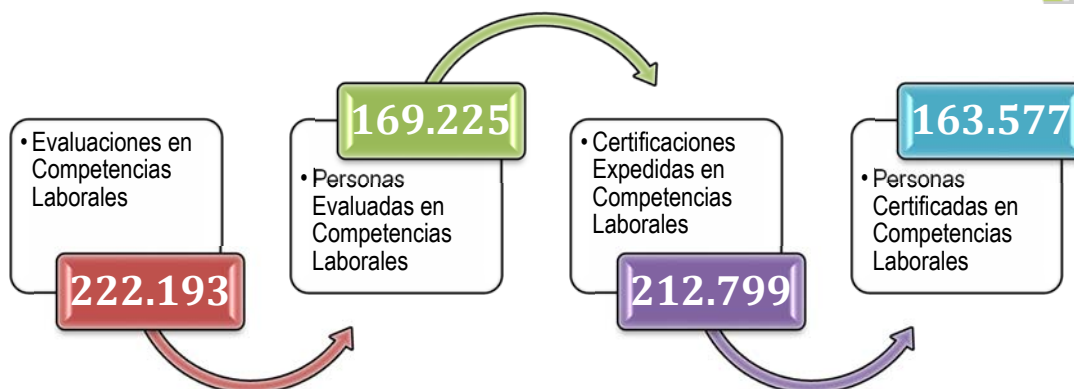 • Evaluaciones en
Competencias
Laborales
222.193
169.225
• Personas
Evaluadas en
Competencias
Laborales
• Certificaciones
Expedidas en
Competencias
Laborales
212.799
163.577
• Personas
Certificadas en
Competencias
Laborales